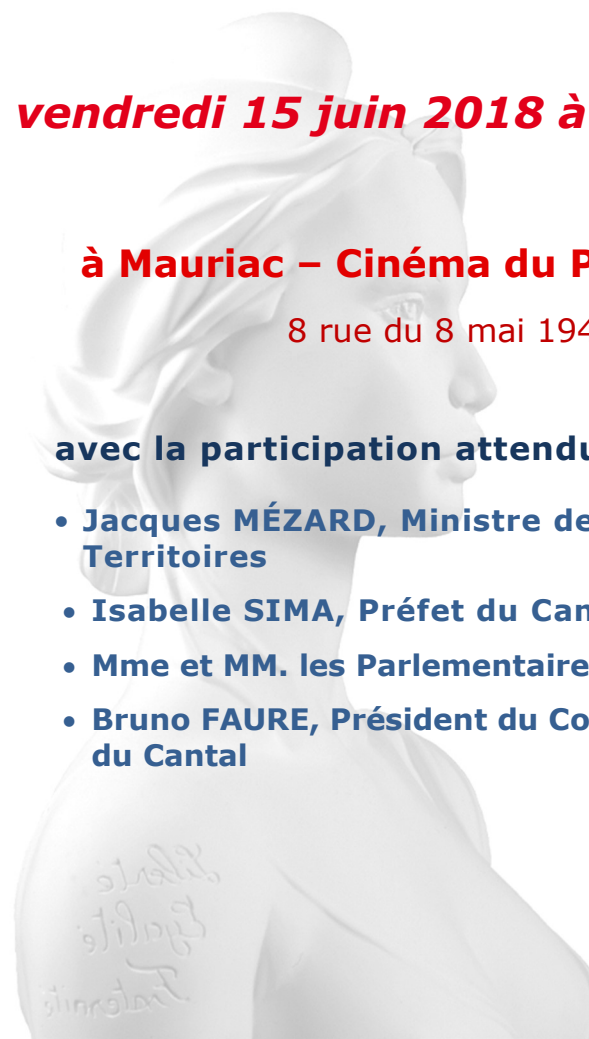 vendredi 15 juin 2018 à
à Mauriac – Cinéma du P
8 rue du 8 mai 194
avec la participation attendu
• Jacques MÉZARD, Ministre de
Territoires
• Isabelle SIMA, Préfet du Can
• Mme et MM. les Parlementaire
• Bruno FAURE, Président du Co
du Cantal
Liberté
Égalité
Fraternité